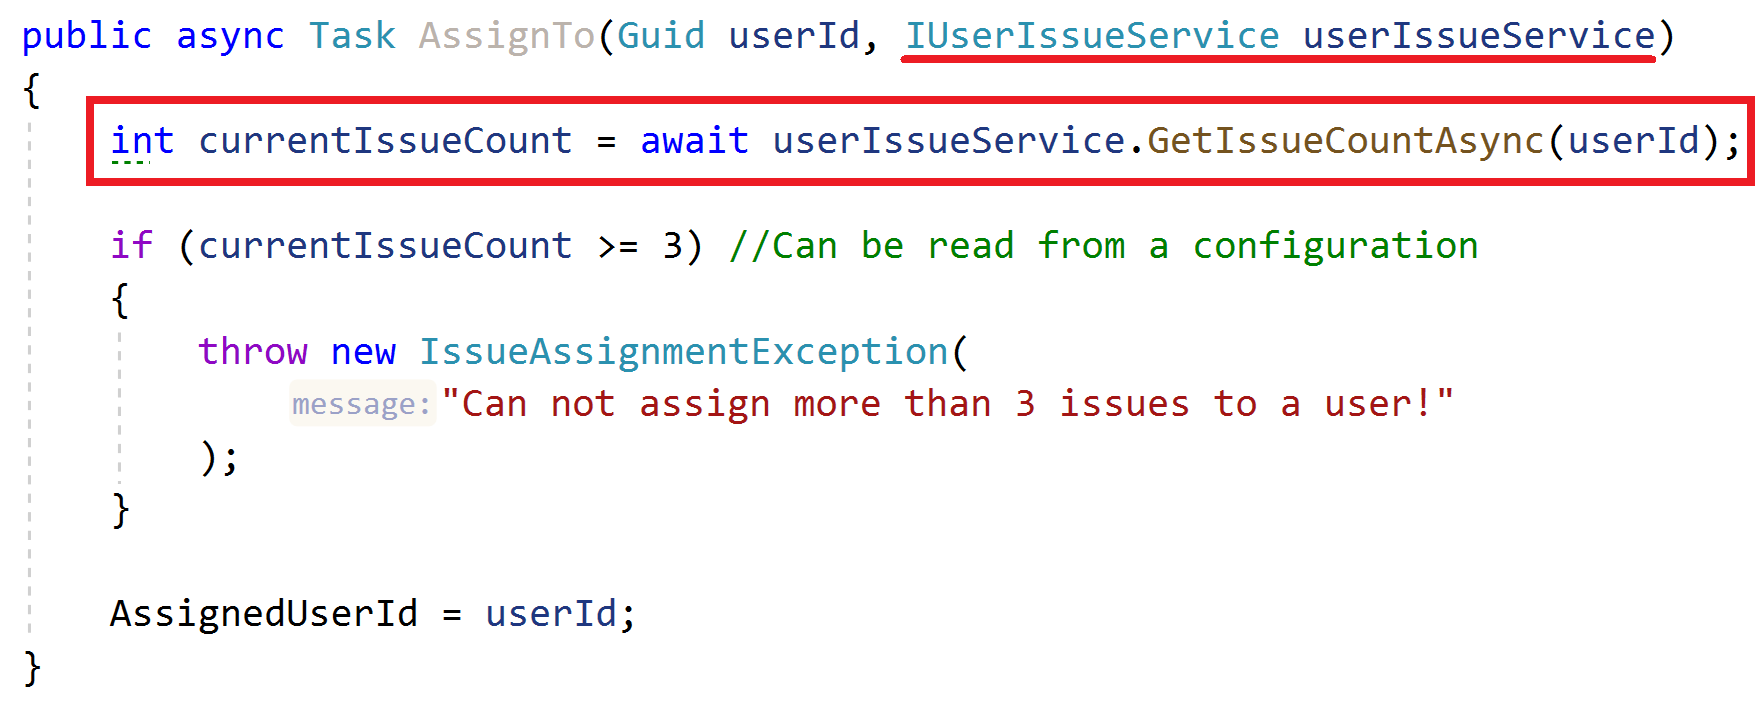 public async Task AssignTo(Guid userId, IUserIssueService userIssueService)
{
int currentIssueCount = await userIssueService.GetIssueCountAsync(userId);
if (currentIssueCount >= 3) //Can be read from a configuration
{
throw new IssueAssignmentException(
message: "Can not assign more than 3 issues to a user!"
);
}
AssignedUserId = userId;
}